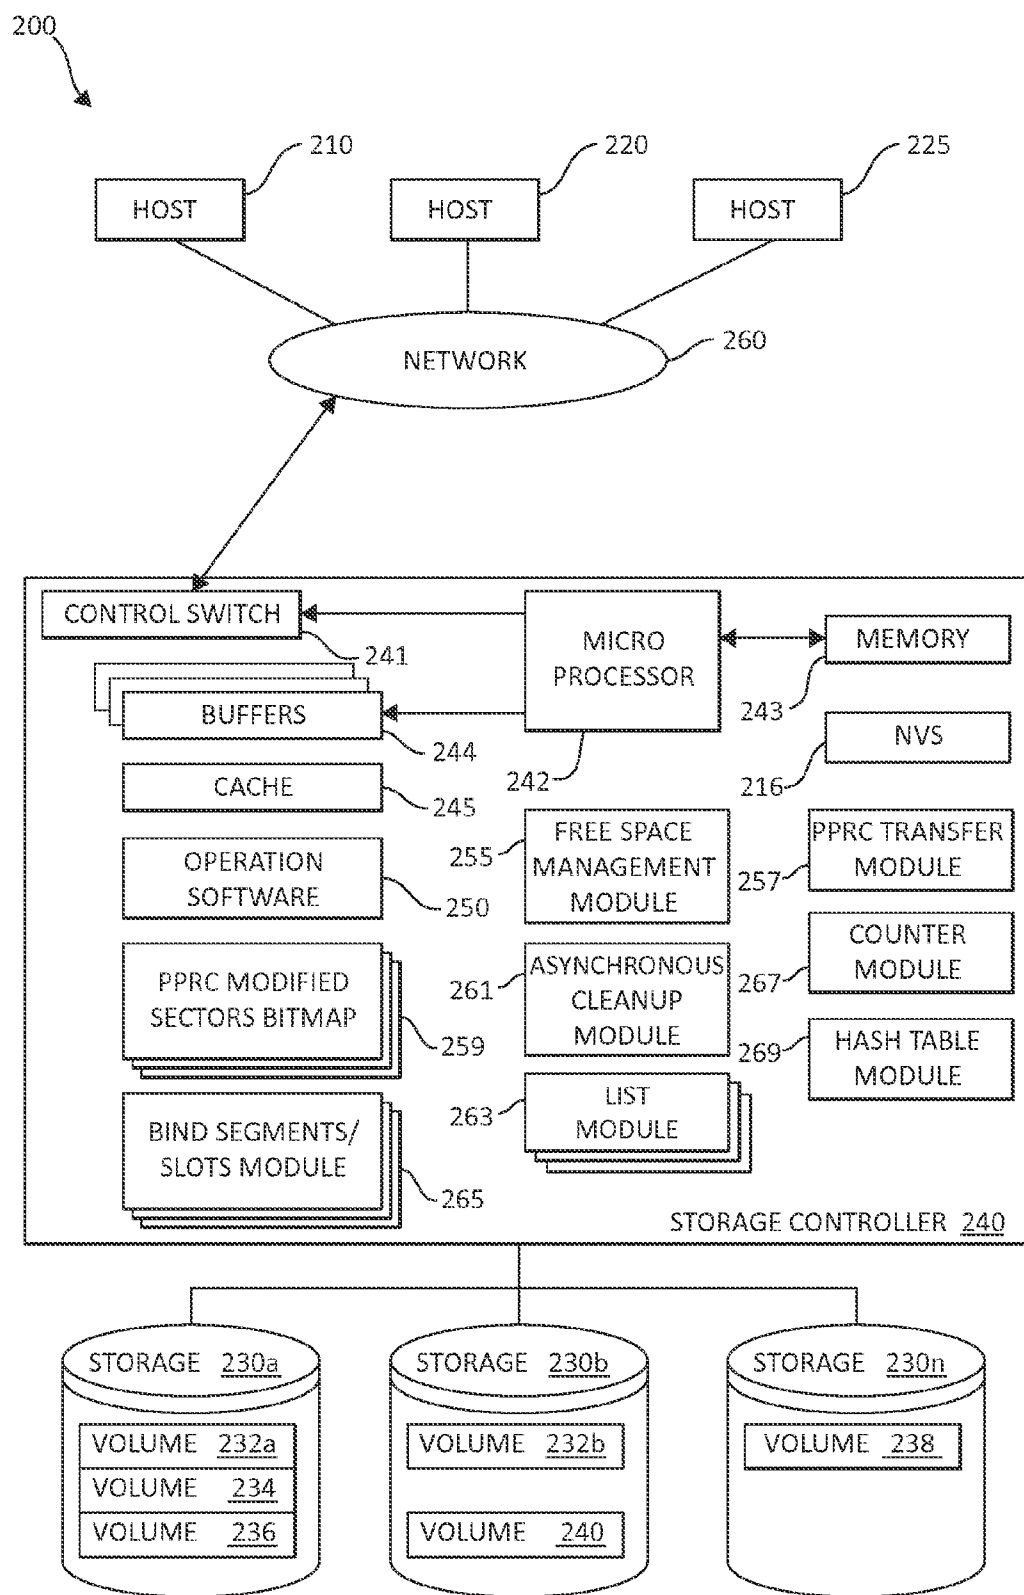 200
210
220
225
HOST
HOST
HOST
NETWORK
260
CONTROL SWITCH
241
MICRO
PROCESSOR
242
MEMORY
243
BUFFERS
244
NVS
216
CACHE
245
OPERATION
SOFTWARE
250
FREE SPACE
MANAGEMENT
MODULE
255
PPRC TRANSFER
MODULE
257
PPRC MODIFIED
SECTORS BITMAP
259
ASYNCHRONOUS
CLEANUP
MODULE
261
COUNTER
MODULE
267
HASH TABLE
MODULE
269
LIST
MODULE
263
BIND SEGMENTS/
SLOTS MODULE
265
STORAGE CONTROLLER 240
STORAGE 230a
VOLUME 232a
VOLUME 234
VOLUME 236
STORAGE 230b
VOLUME 232b
VOLUME 240
STORAGE 230n
VOLUME 238